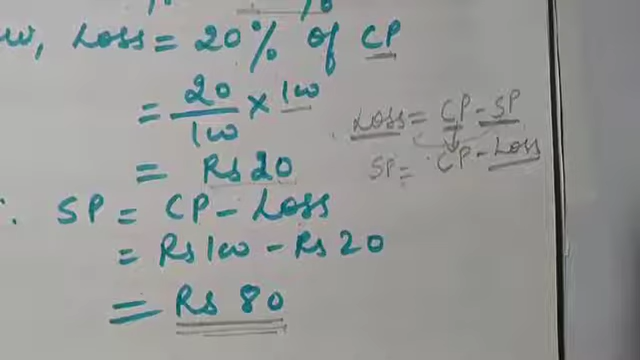 Loss = 20% of CP
= 20/100 × 100
= Rs 20
Loss = CP - SP
SP = CP - Loss
SP = CP - Loss
= Rs 100 - Rs 20
= Rs 80